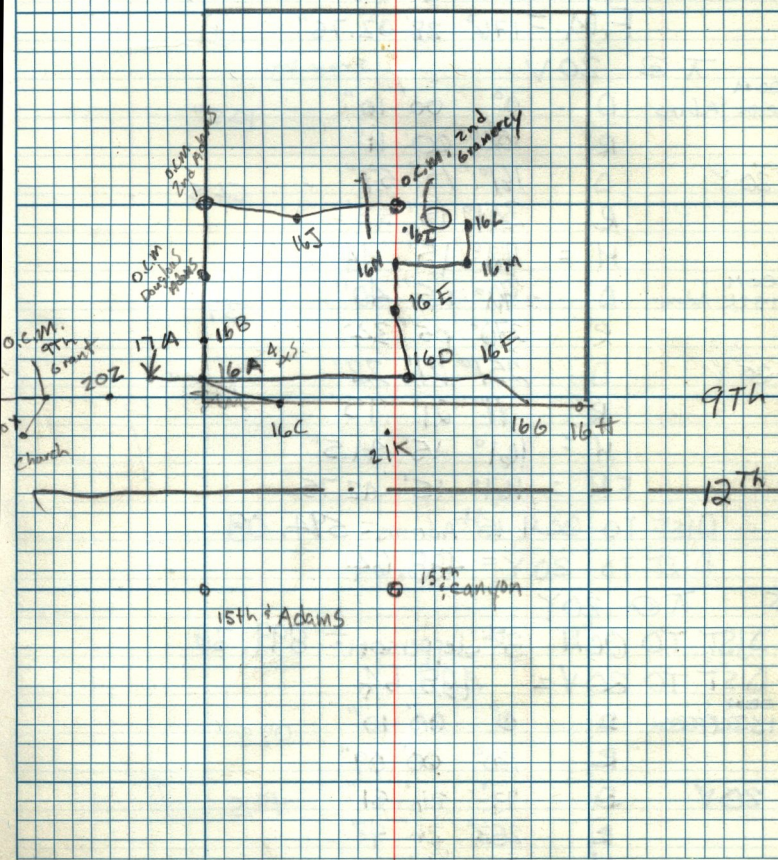 O.C.M.
2nd Adams
O.C.M. 2nd
Gramercy
16J
16I
16L
16N
16M
O.C.M
Douglas
Adams
16E
16B
17A
O.C.M.
9th
Grant
20Z
16A
16D
16F
9TH
16C
16G
16H
21K
Church
12Th
15Th
& Canyon
15th & Adams